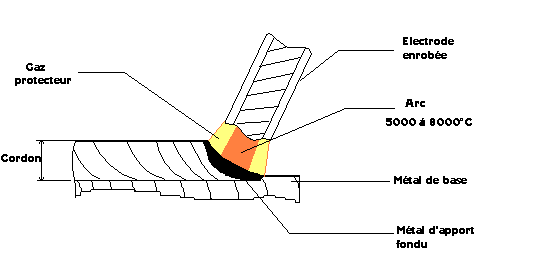 Electrode
enrobée
Gaz
protecteur
Arc
5000 á 8000°C
Cordon
Métal de base
Métal d'apport
fondu